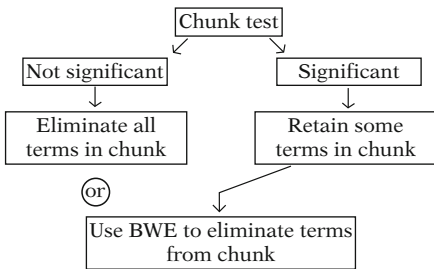 Chunk test
Not significant
Significant
Eliminate all
terms in chunk
Retain some
terms in chunk
or
Use BWE to eliminate terms
from chunk